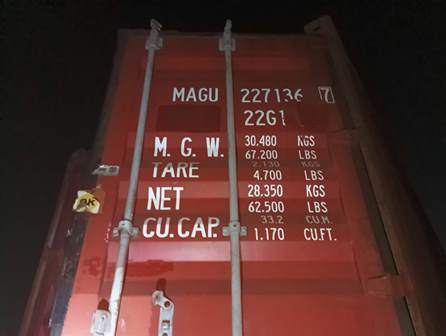 MAGU 227136 7
22G1
M.G.W. 30.480 KGS
67.200 LBS
TARE 2.130 KGS
4.700 LBS
NET 28.350 KGS
62.500 LBS
CU.CAP. 33.2 CU.M.
1.170 CU.FT.
BK